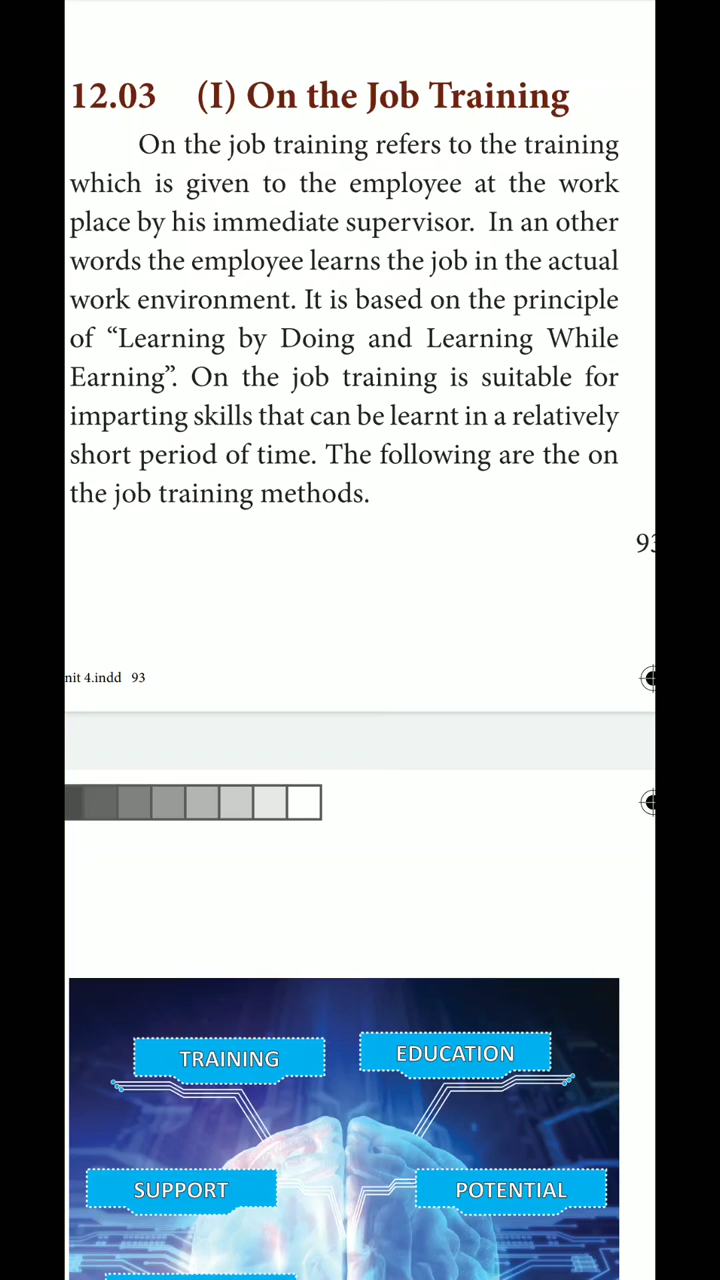 12.03 (I) On the Job Training
On the job training refers to the training
which is given to the employee at the work
place by his immediate supervisor. In an other
words the employee learns the job in the actual
work environment. It is based on the principle
of “Learning by Doing and Learning While
Earning”. On the job training is suitable for
imparting skills that can be learnt in a relatively
short period of time. The following are the on
the job training methods.
93
nit 4.indd 93
TRAINING
EDUCATION
SUPPORT
POTENTIAL